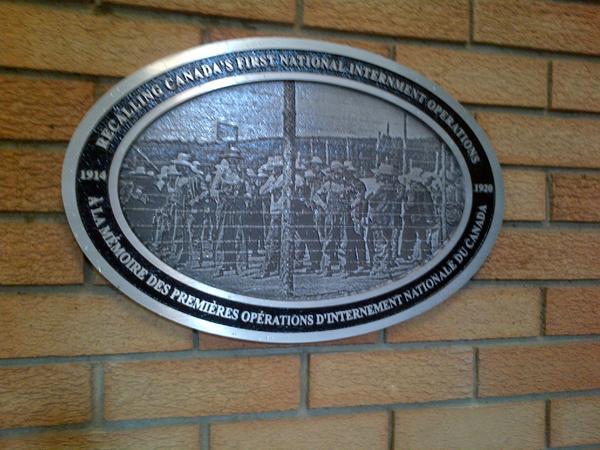 RECALLING CANADA'S FIRST NATIONAL INTERNMENT OPERATIONS
1914
1920
À LA MÉMOIRE DES PREMIÈRES OPÉRATIONS D'INTERNEMENT NATIONALE DU CANADA